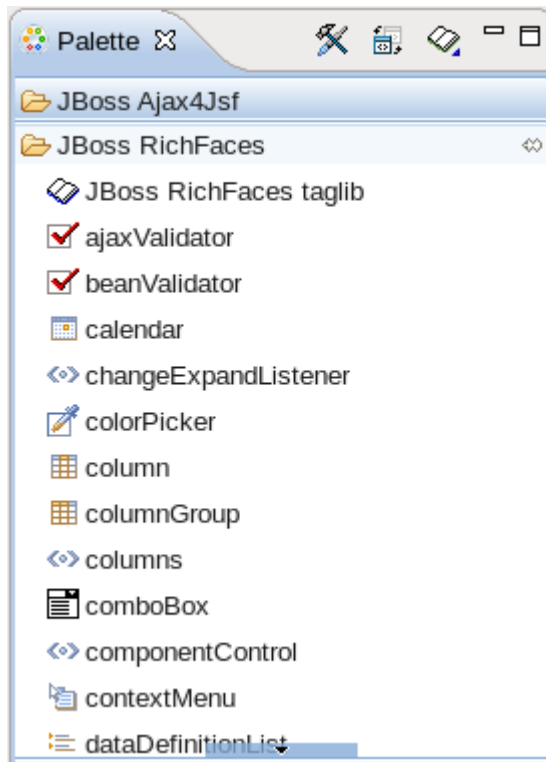 Palette
JBoss Ajax4Jsf
JBoss RichFaces
JBoss RichFaces taglib
ajaxValidator
beanValidator
calendar
changeExpandListener
colorPicker
column
columnGroup
columns
comboBox
componentControl
contextMenu
dataDefinitionList